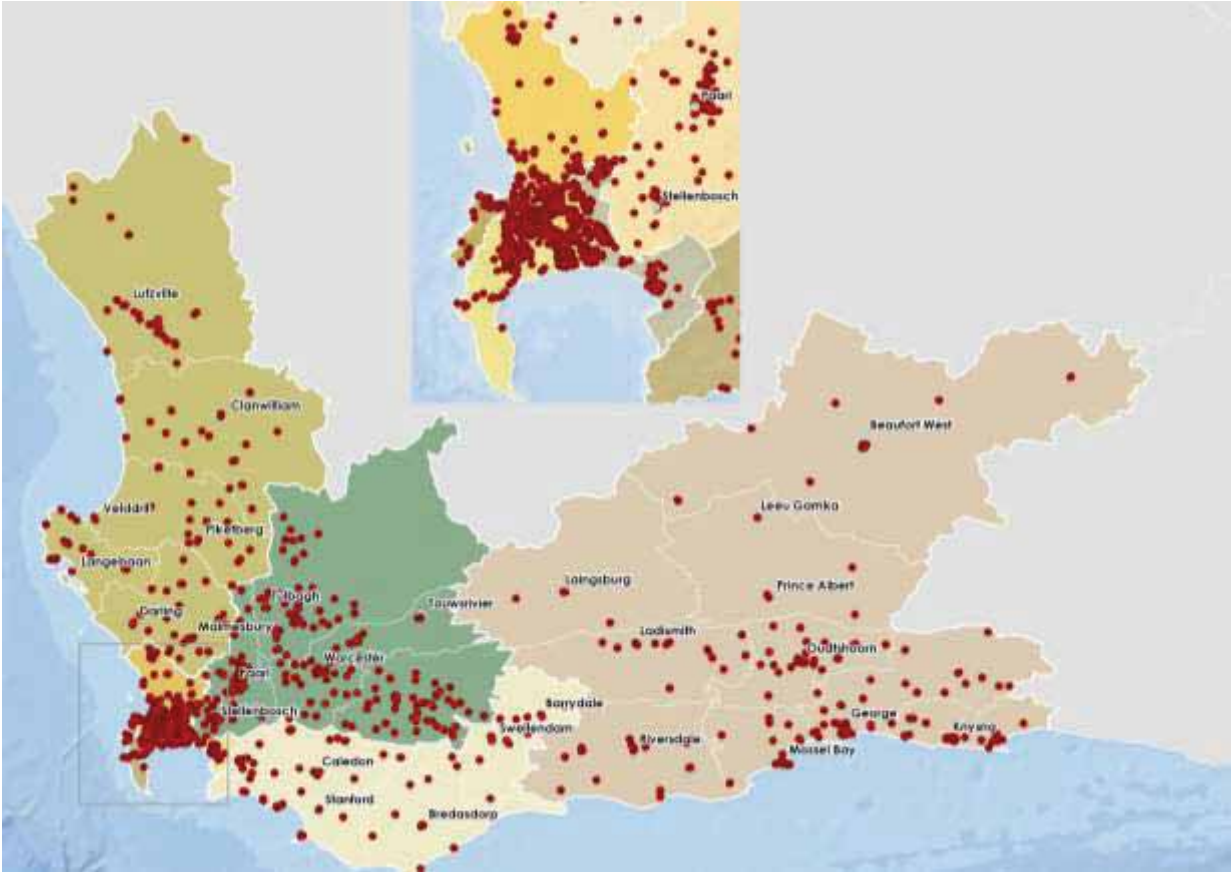 Paarl
Stellenbosch
Lutzville
Clanwilliam
Beaufort West
Velddrif
Leeu Gamka
Piketberg
Langebaan
Laingsburg
Prince Albert
Tulbagh
Touwsrivier
Darling
Malmesbury
Ladismith
Oudtshoorn
Worcester
Paarl
Barrydale
Stellenbosch
George
Swellendam
Knysna
Riversdale
Mossel Bay
Caledon
Stanford
Bredasdorp